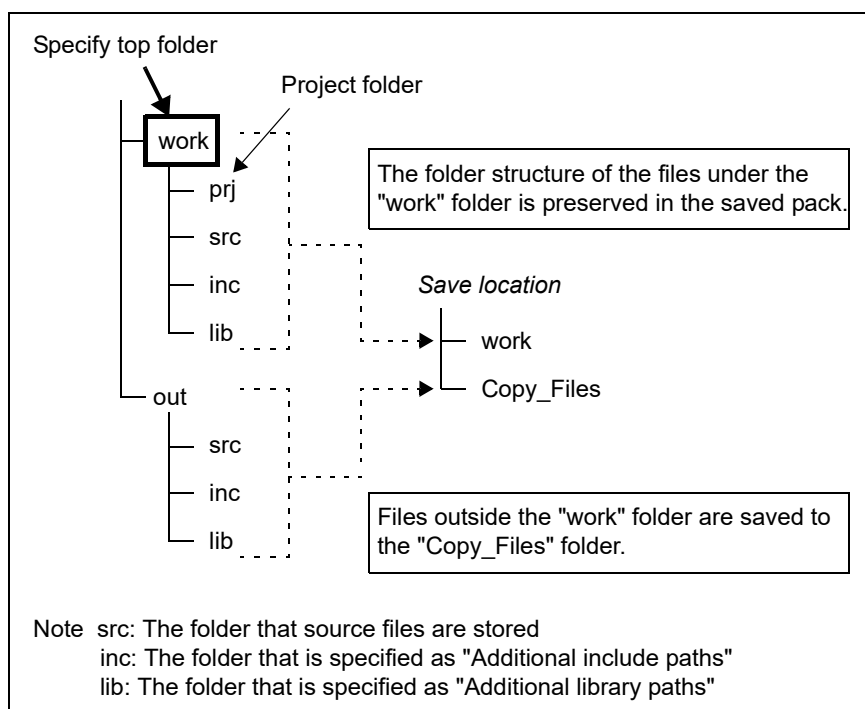 Specify top folder
Project folder
work
prj
src
inc
lib
The folder structure of the files under the
"work" folder is preserved in the saved pack.
Save location
work
Copy_Files
out
src
inc
lib
Files outside the "work" folder are saved to
the "Copy_Files" folder.
Note src: The folder that source files are stored
inc: The folder that is specified as "Additional include paths"
lib: The folder that is specified as "Additional library paths"